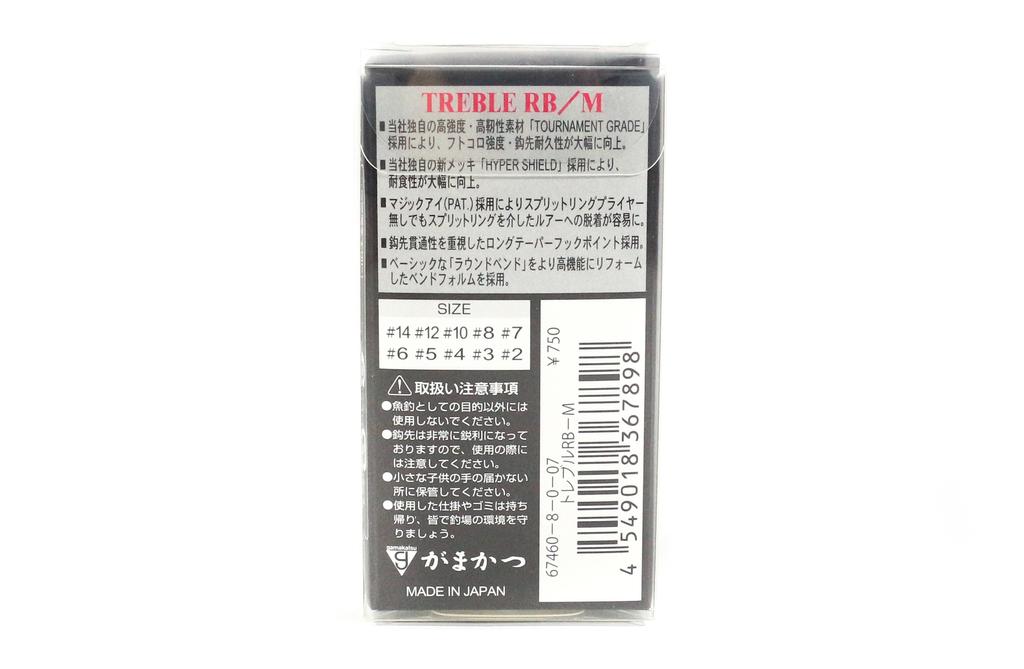 TREBLE RB/M
■当社独自の高強度・高靭性素材「TOURNAMENT GRADE」
採用により、フトコロ強度・鈎先耐久性が大幅に向上。
■当社独自の新メッキ「HYPER SHIELD」採用により、
耐食性が大幅に向上。
■マジックアイ(PAT.)採用によりスプリットリングプライヤー
無しでもスプリットリングを介したルアーへの脱着が容易に。
■鈎先貫通性を重視したロングテーパーフックポイント採用。
■ベーシックな「ラウンドベンド」をより高機能にリフォーム
したベンドフォルムを採用。
SIZE
#14 #12 #10 #8 #7
#6 #5 #4 #3 #2
⚠取扱い注意事項
●魚釣としての目的以外には
使用しないでください。
●鈎先は非常に鋭利になって
おりますので、使用の際に
は注意してください。
●小さな子供の手の届かない
所に保管してください。
●使用した仕掛やゴミは持ち
帰り、皆で釣場の環境を守
りましょう。
gamakatsu
がまかつ
MADE IN JAPAN
¥750
67460-8-0-07
トレブルRB-M
4 549018 367898